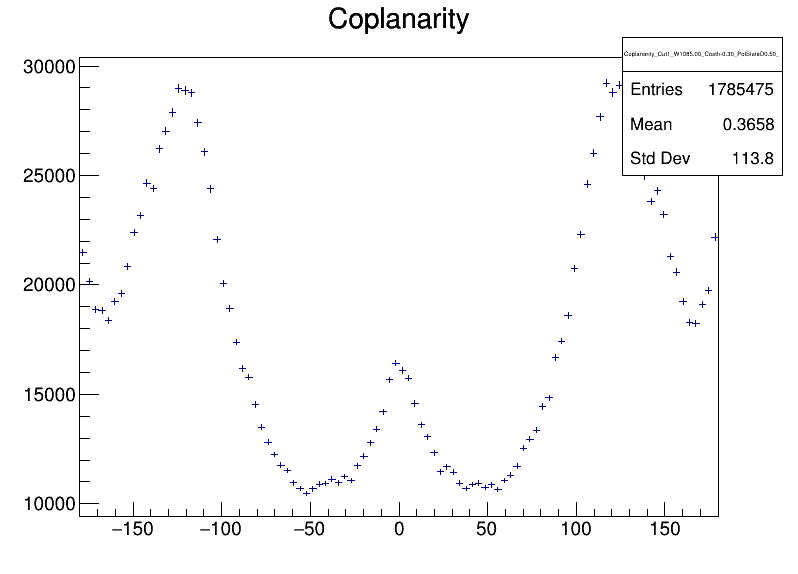 Coplanarity
Coplanarity_Cut1_W1085.00_Costh-0.30_PolStateD0.50_
Entries 1785475
Mean 0.3658
Std Dev 113.8
30000
25000
20000
15000
10000
−150 −100 −50 0 50 100 150